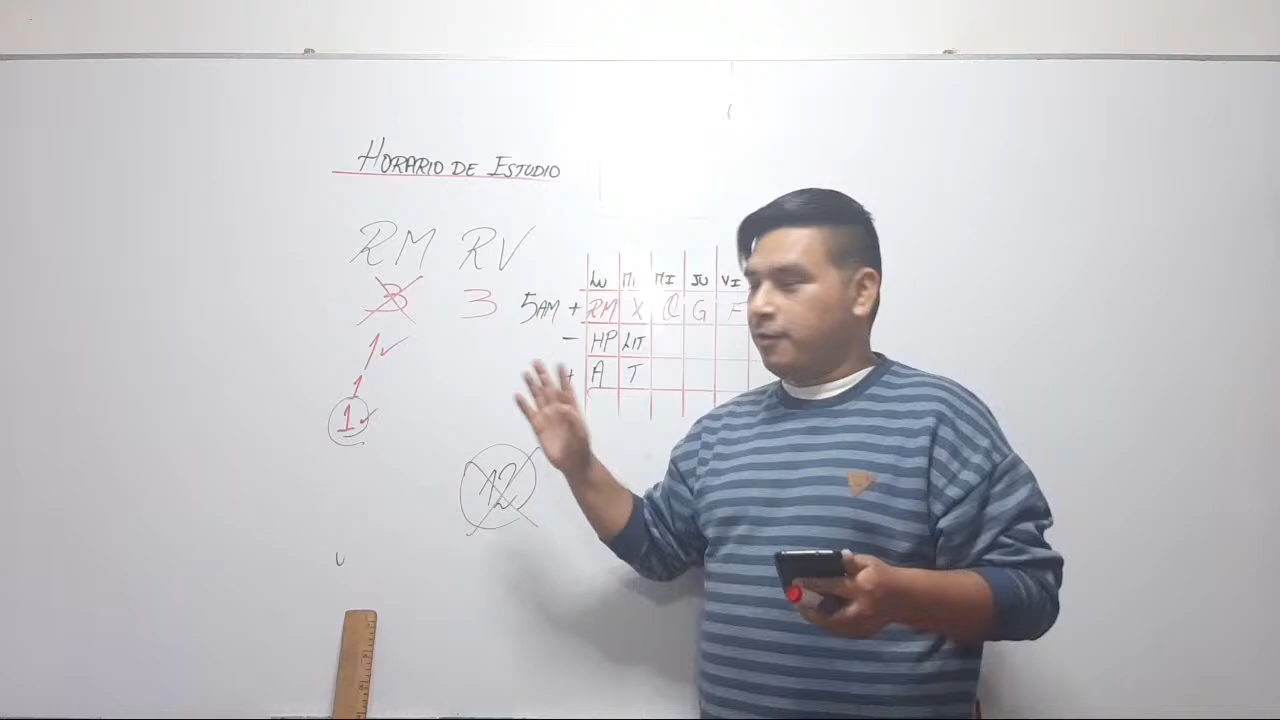 HORARIO DE ESTUDIO
RM RV
3 3
1✓
1
1✓
12
LU MA MI JU VI
5AM + RM X Q G F
- HP LIT
+ A T